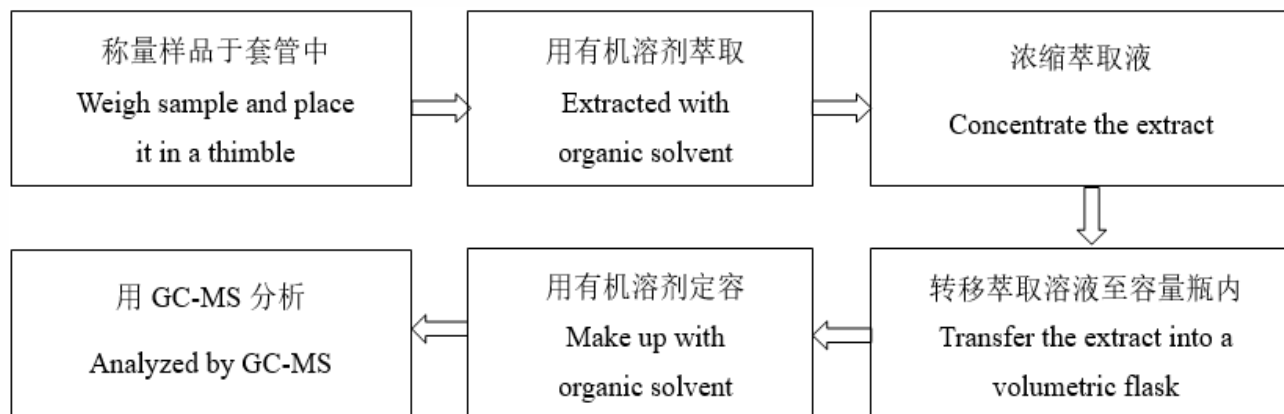 称量样品于套管中
Weigh sample and place
it in a thimble
用有机溶剂萃取
Extracted with
organic solvent
浓缩萃取液
Concentrate the extract
转移萃取溶液至容量瓶内
Transfer the extract into a
volumetric flask
用有机溶剂定容
Make up with
organic solvent
用 GC-MS 分析
Analyzed by GC-MS